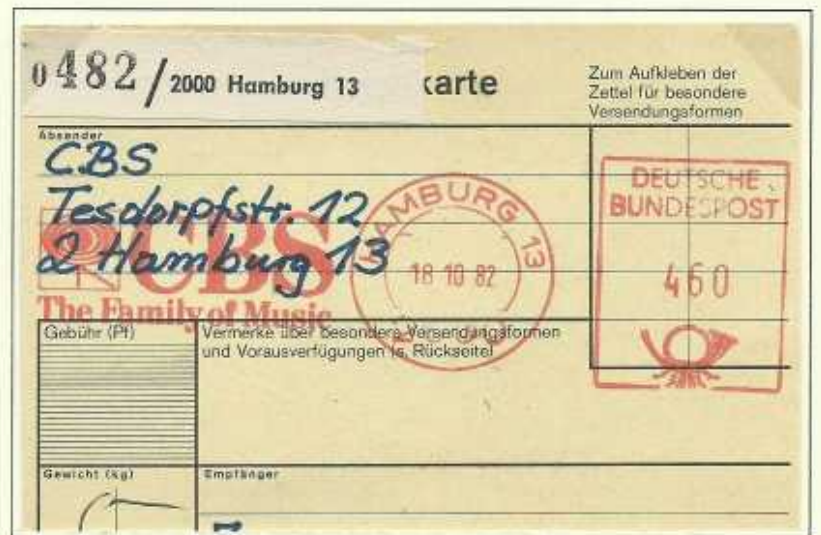 0482/2000 Hamburg 13 karte
Zum Aufkleben der
Zettel für besondere
Versendungsformen
Absender
CBS
Tesdorpfstr. 12
2 Hamburg 13
CBS
The Family of Music
HAMBURG 13
18 10 82
DEUTSCHE
BUNDESPOST
460
Gebühr (Pf)
Vermerke über besondere Versendungsformen
und Vorausverfügungen (s. Rückseite)
Gewicht (kg)
Empfänger